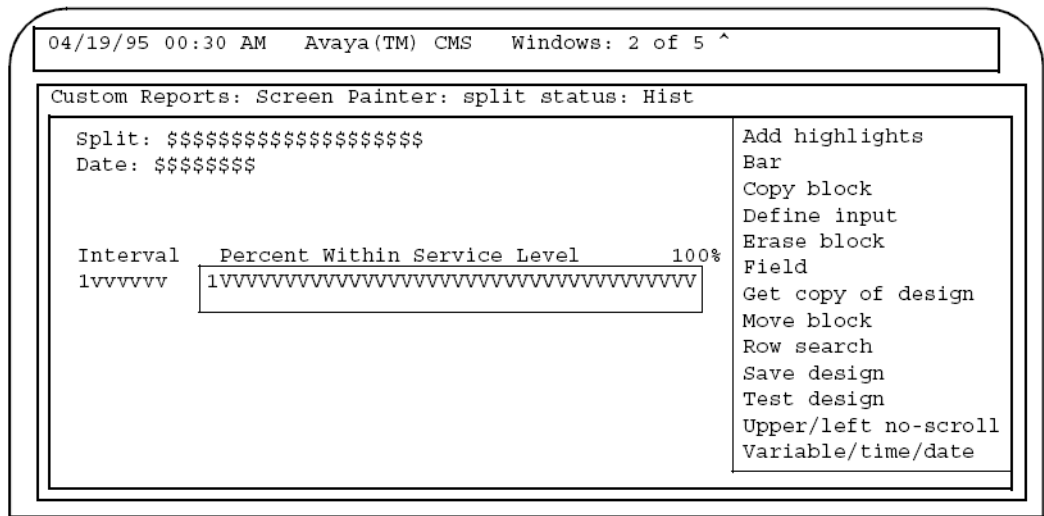 04/19/95 00:30 AM Avaya(TM) CMS Windows: 2 of 5 ^
Custom Reports: Screen Painter: split status: Hist
Split: $$$$$$$$$$$$$$$$$$$$
Date: $$$$$$$$
Interval Percent Within Service Level 100%
1vvvvvv 1VVVVVVVVVVVVVVVVVVVVVVVVVVVVVVVVVVVVV
Add highlights
Bar
Copy block
Define input
Erase block
Field
Get copy of design
Move block
Row search
Save design
Test design
Upper/left no-scroll
Variable/time/date